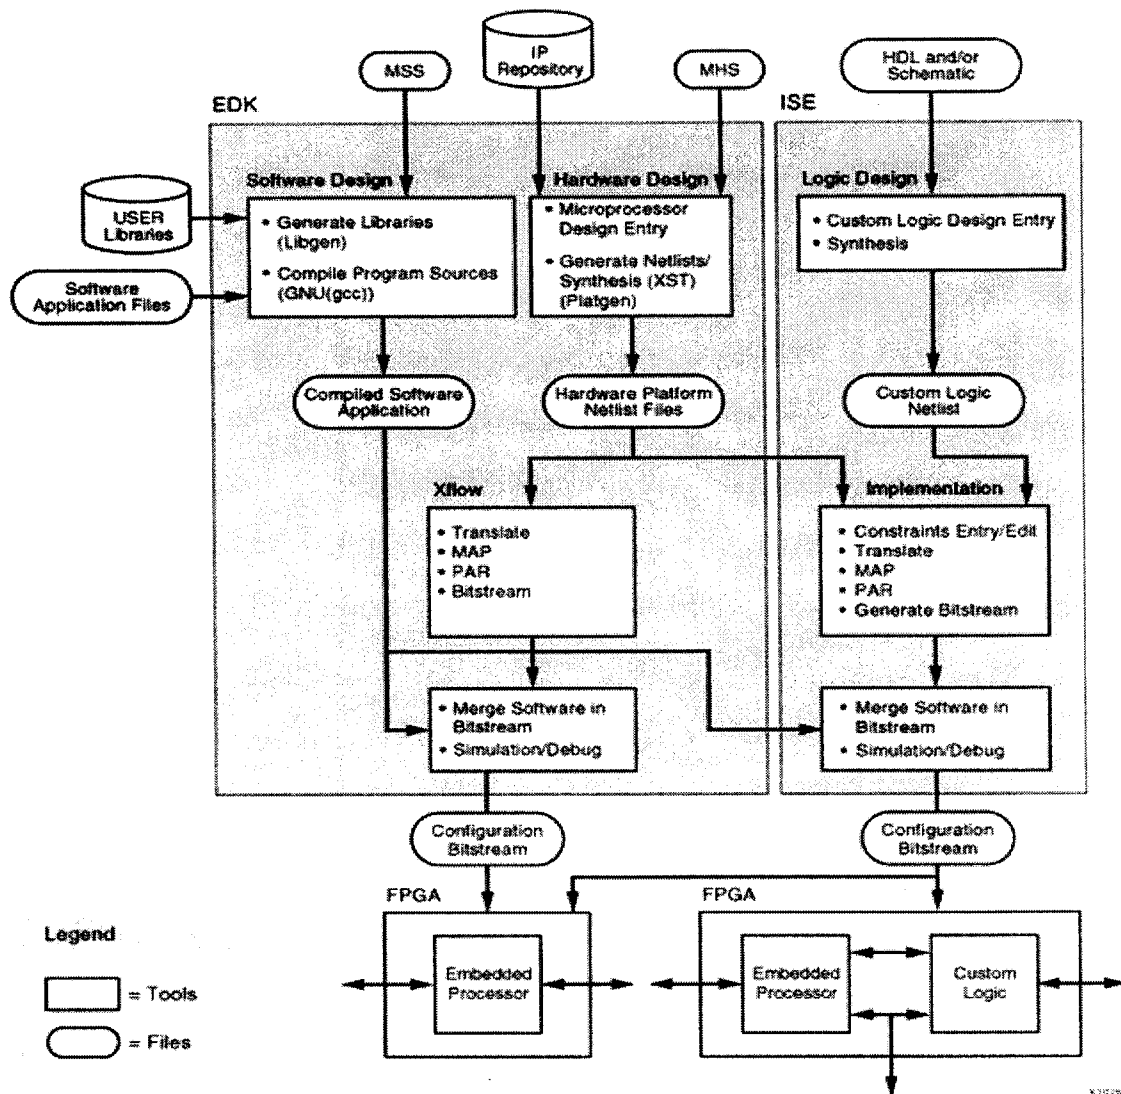 IP
Repository
MSS
MHS
HDL and/or
Schematic
EDK
ISE
Software Design
Hardware Design
Logic Design
USER
Libraries
• Generate Libraries
(Libgen)
• Compile Program Sources
(GNU(gcc))
• Microprocessor
Design Entry
• Generate Netlists/
Synthesis (XST)
(Platgen)
• Custom Logic Design Entry
• Synthesis
Software
Application Files
Compiled Software
Application
Hardware Platform
Netlist Files
Custom Logic
Netlist
Xflow
Implementation
• Translate
• MAP
• PAR
• Bitstream
• Constraints Entry/Edit
• Translate
• MAP
• PAR
• Generate Bitstream
• Merge Software in
Bitstream
• Simulation/Debug
• Merge Software in
Bitstream
• Simulation/Debug
Configuration
Bitstream
Configuration
Bitstream
FPGA
FPGA
Embedded
Processor
Embedded
Processor
Custom
Logic
Legend
= Tools
= Files